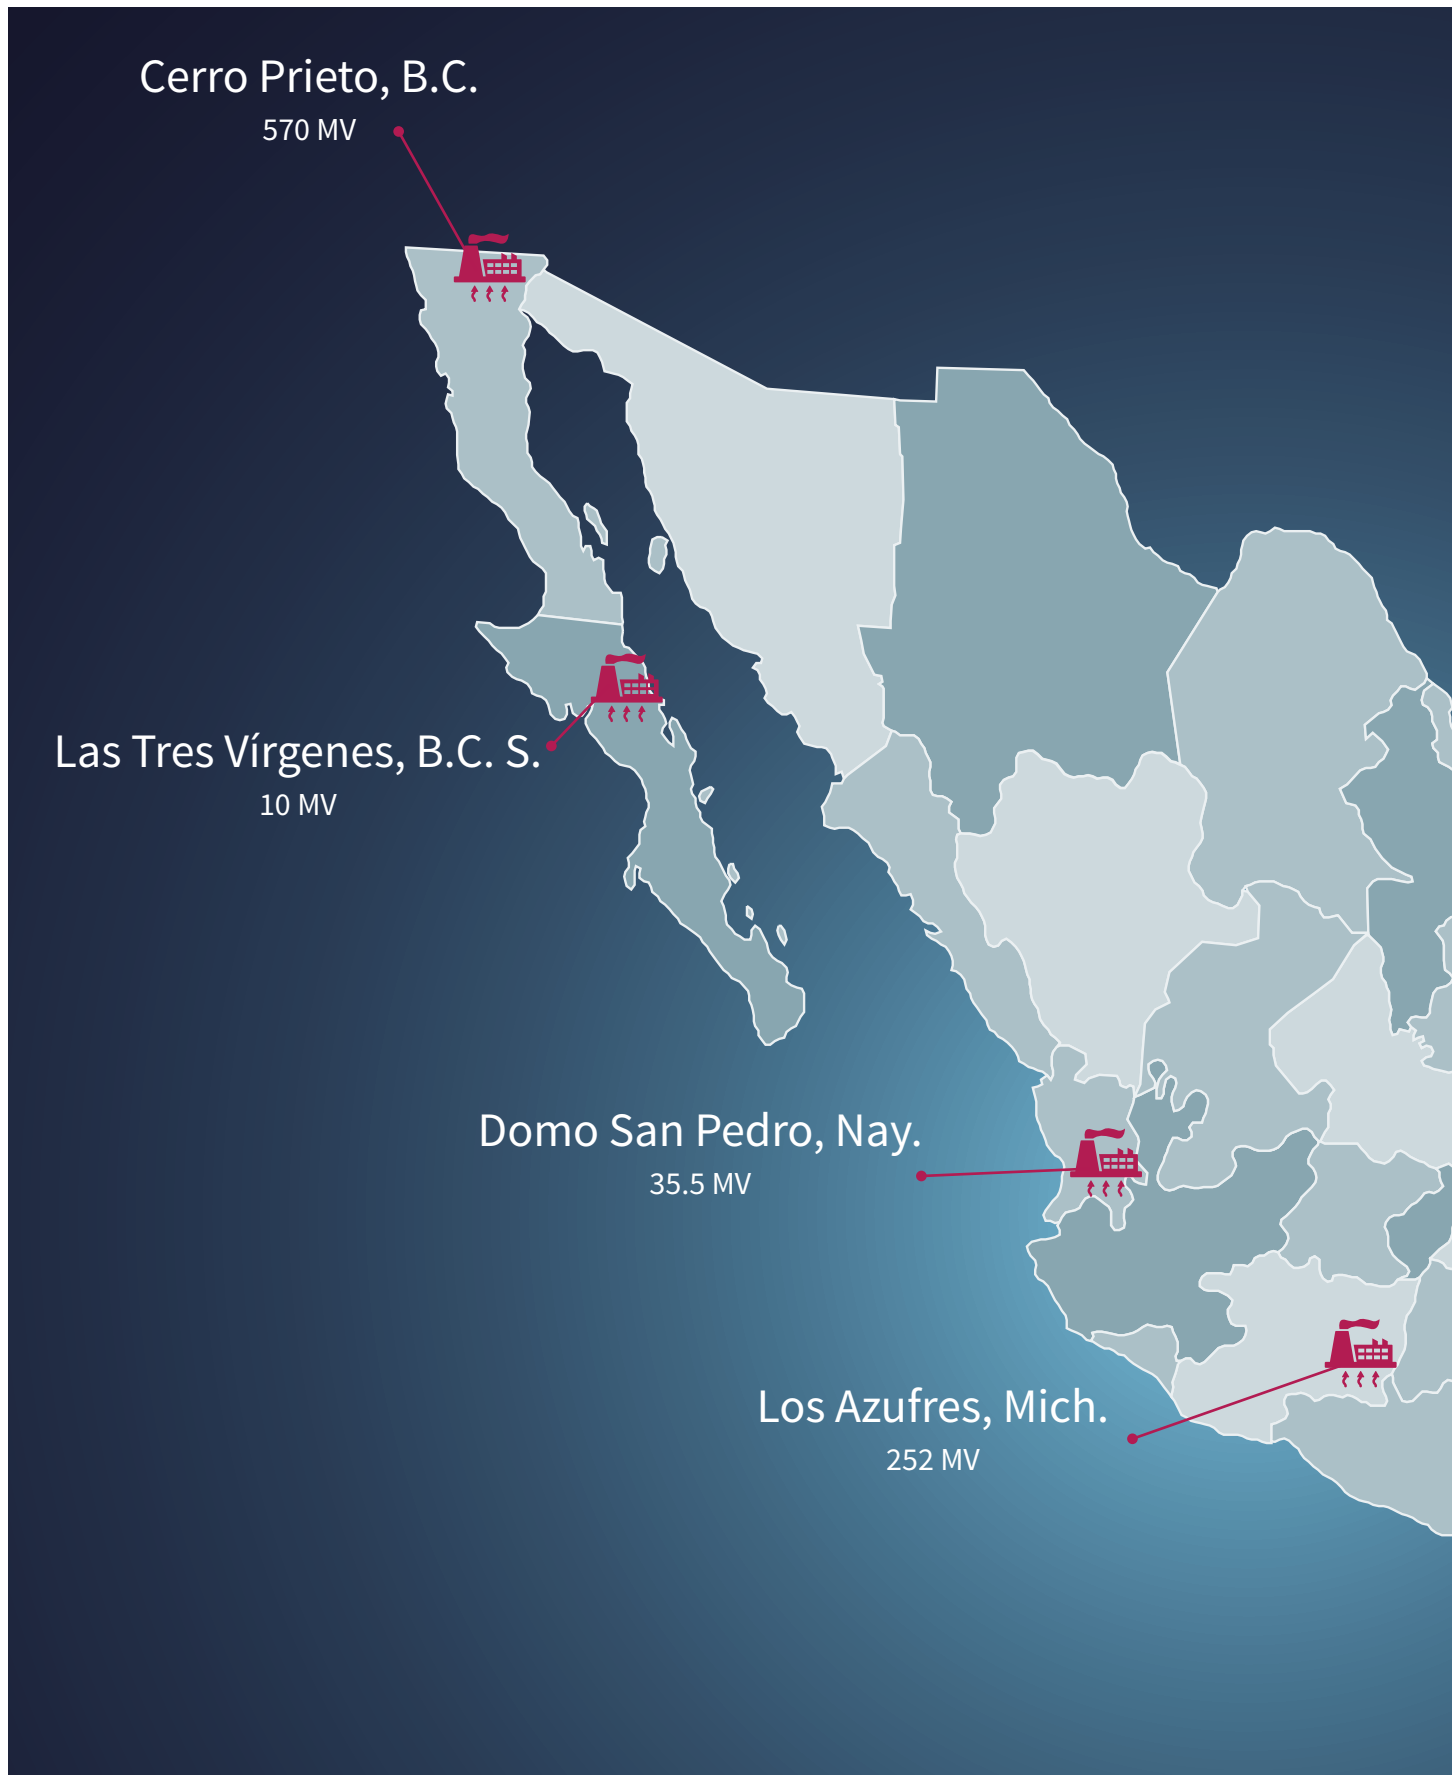 Cerro Prieto, B.C.
570 MV
Las Tres Vírgenes, B.C. S.
10 MV
Domo San Pedro, Nay.
35.5 MV
Los Azufres, Mich.
252 MV